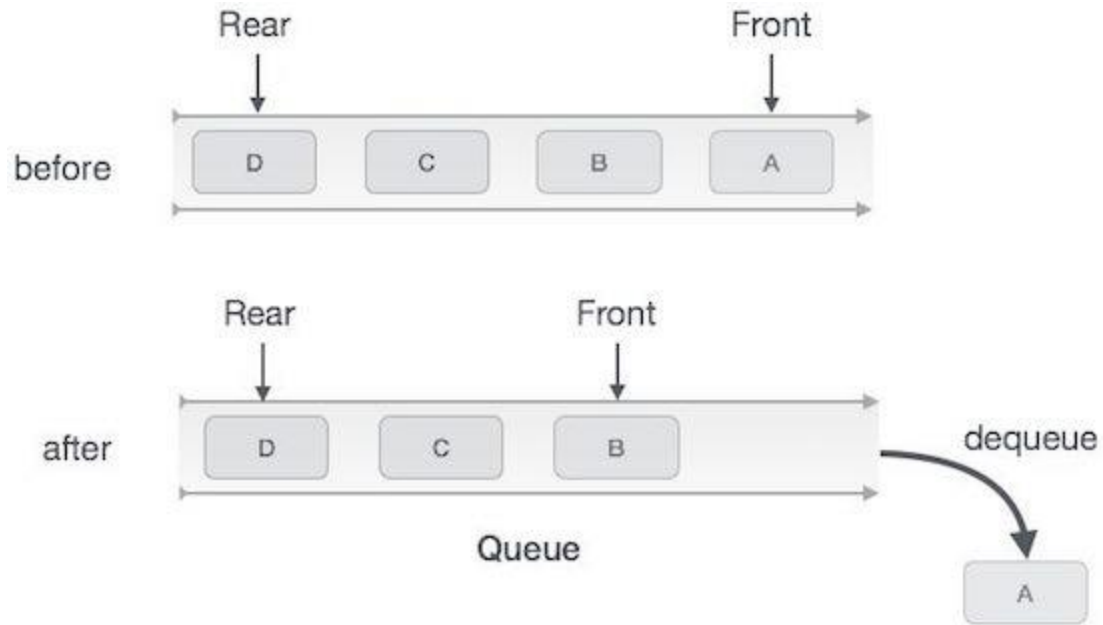 Rear Front
before D C B A
Rear Front
after D C B dequeue
Queue
A